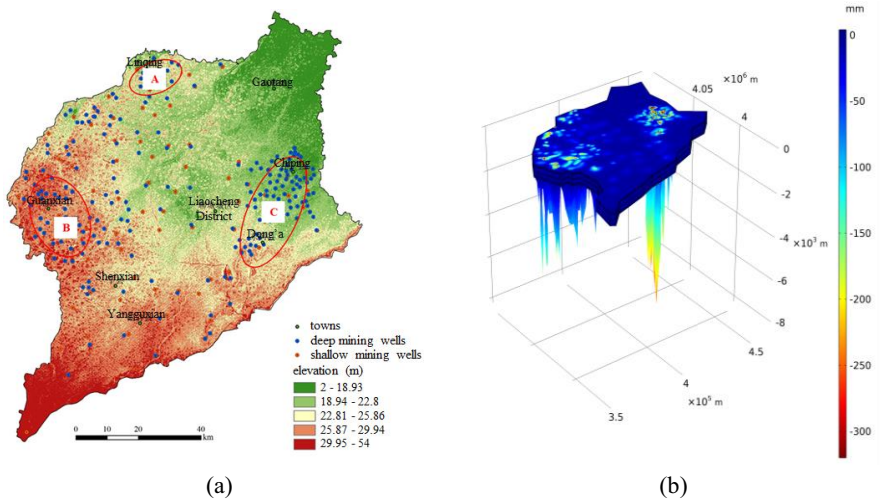 Linqing
A
Gaotang
Chiping
Guanxian
Liaocheng
District
C
B
Dong'a
Shenxian
Yangguxian
towns
deep mining wells
shallow mining wells
elevation (m)
2 - 18.93
18.94 - 22.8
22.81 - 25.86
25.87 - 29.94
29.95 - 54
0 10 20 40
km
(a)
mm
0
-50
-100
-150
-200
-250
-300
×10⁶ m
4.05
4
0
-2
-4
×10³ m
-6
-8
4.5
4
×10⁵ m
3.5
(b)